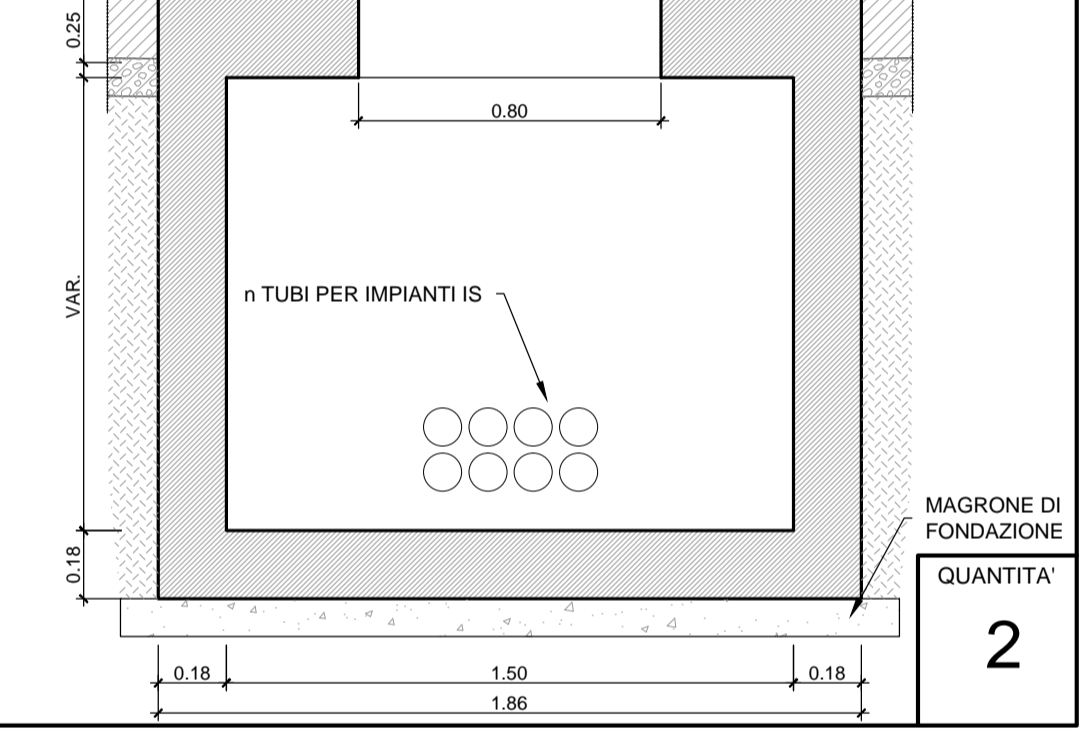 0.25
0.80
VAR.
n TUBI PER IMPIANTI IS
MAGRONE DI
FONDAZIONE
0.18
QUANTITA'
2
0.18
1.50
0.18
1.86